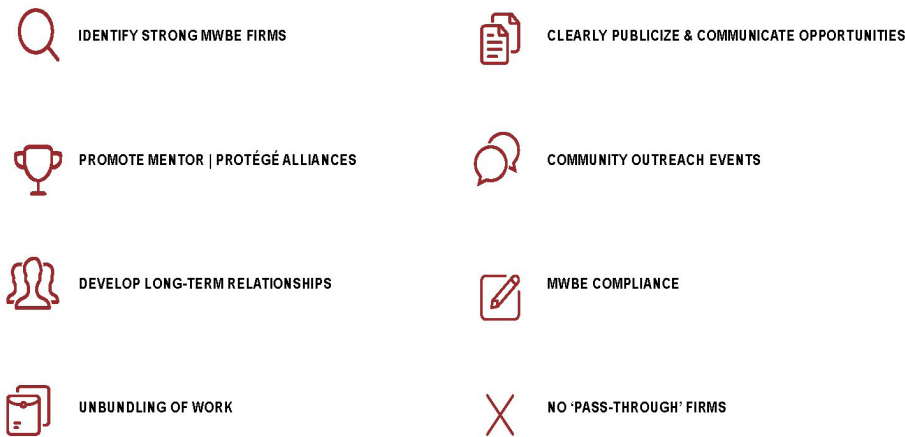 IDENTIFY STRONG MWBE FIRMS
CLEARLY PUBLICIZE & COMMUNICATE OPPORTUNITIES
PROMOTE MENTOR | PROTÉGÉ ALLIANCES
COMMUNITY OUTREACH EVENTS
DEVELOP LONG-TERM RELATIONSHIPS
MWBE COMPLIANCE
UNBUNDLING OF WORK
NO ‘PASS-THROUGH’ FIRMS